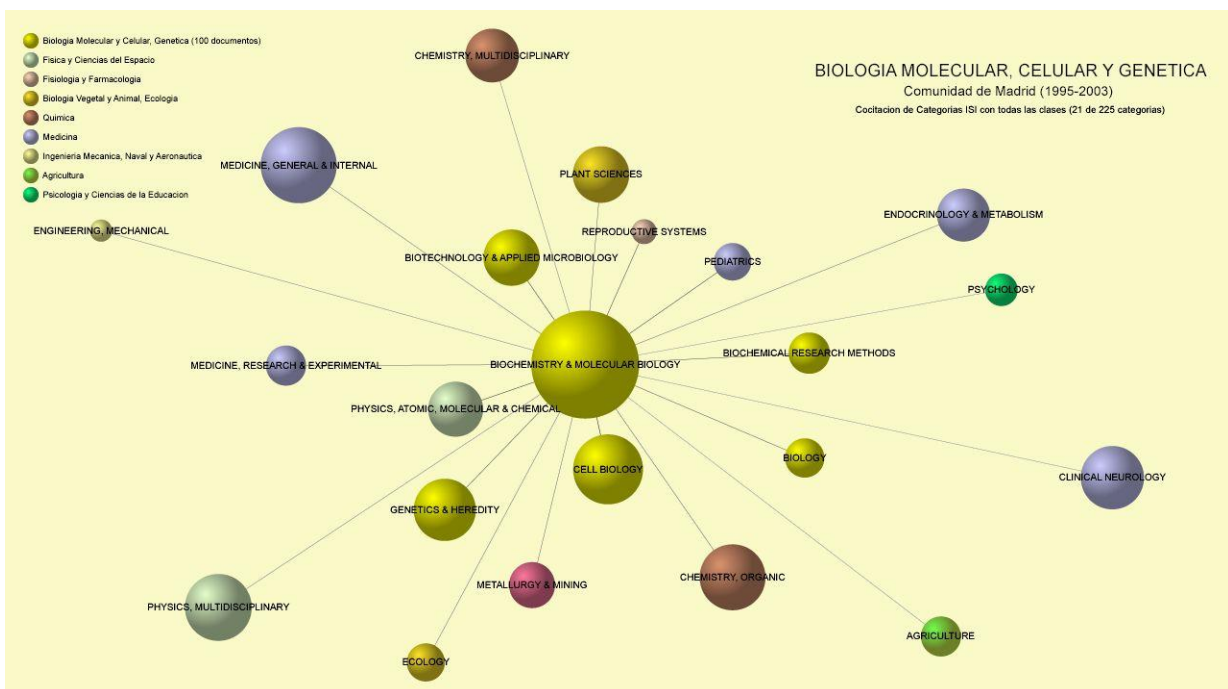 Biologia Molecular y Celular, Genetica (100 documentos)
Fisica y Ciencias del Espacio
Fisiologia y Farmacologia
Biologia Vegetal y Animal, Ecologia
Quimica
Medicina
Ingenieria Mecanica, Naval y Aeronautica
Agricultura
Psicologia y Ciencias de la Educacion
BIOLOGIA MOLECULAR, CELULAR Y GENETICA
Comunidad de Madrid (1995-2003)
Cocitacion de Categorias ISI con todas las clases (21 de 225 categorias)
CHEMISTRY, MULTIDISCIPLINARY
MEDICINE, GENERAL & INTERNAL
PLANT SCIENCES
ENDOCRINOLOGY & METABOLISM
ENGINEERING, MECHANICAL
REPRODUCTIVE SYSTEMS
BIOTECHNOLOGY & APPLIED MICROBIOLOGY
PEDIATRICS
PSYCHOLOGY
BIOCHEMICAL RESEARCH METHODS
MEDICINE, RESEARCH & EXPERIMENTAL
BIOCHEMISTRY & MOLECULAR BIOLOGY
PHYSICS, ATOMIC, MOLECULAR & CHEMICAL
BIOLOGY
CELL BIOLOGY
CLINICAL NEUROLOGY
GENETICS & HEREDITY
CHEMISTRY, ORGANIC
METALLURGY & MINING
PHYSICS, MULTIDISCIPLINARY
AGRICULTURE
ECOLOGY